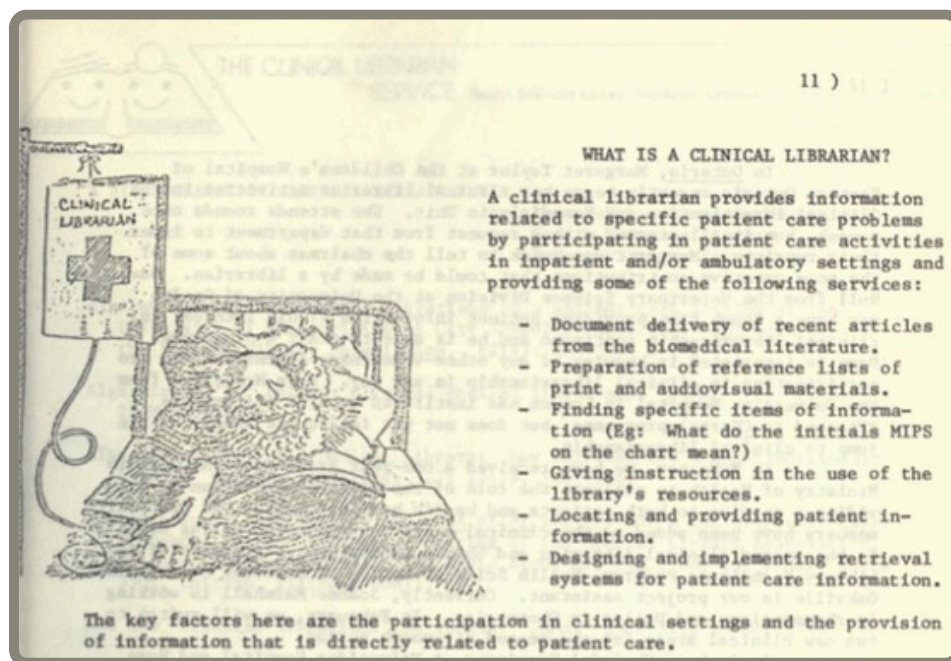 THE CLINICAL LIBRARIAN
SERVICE
11 )
WHAT IS A CLINICAL LIBRARIAN?
CLINICAL
LIBRARIAN
A clinical librarian provides information
related to specific patient care problems
by participating in patient care activities
in inpatient and/or ambulatory settings and
providing some of the following services:
- Document delivery of recent articles
from the biomedical literature.
- Preparation of reference lists of
print and audiovisual materials.
- Finding specific items of informa-
tion (Eg: What do the initials MIPS
on the chart mean?)
- Giving instruction in the use of the
library's resources.
- Locating and providing patient in-
formation.
- Designing and implementing retrieval
systems for patient care information.
The key factors here are the participation in clinical settings and the provision
of information that is directly related to patient care.